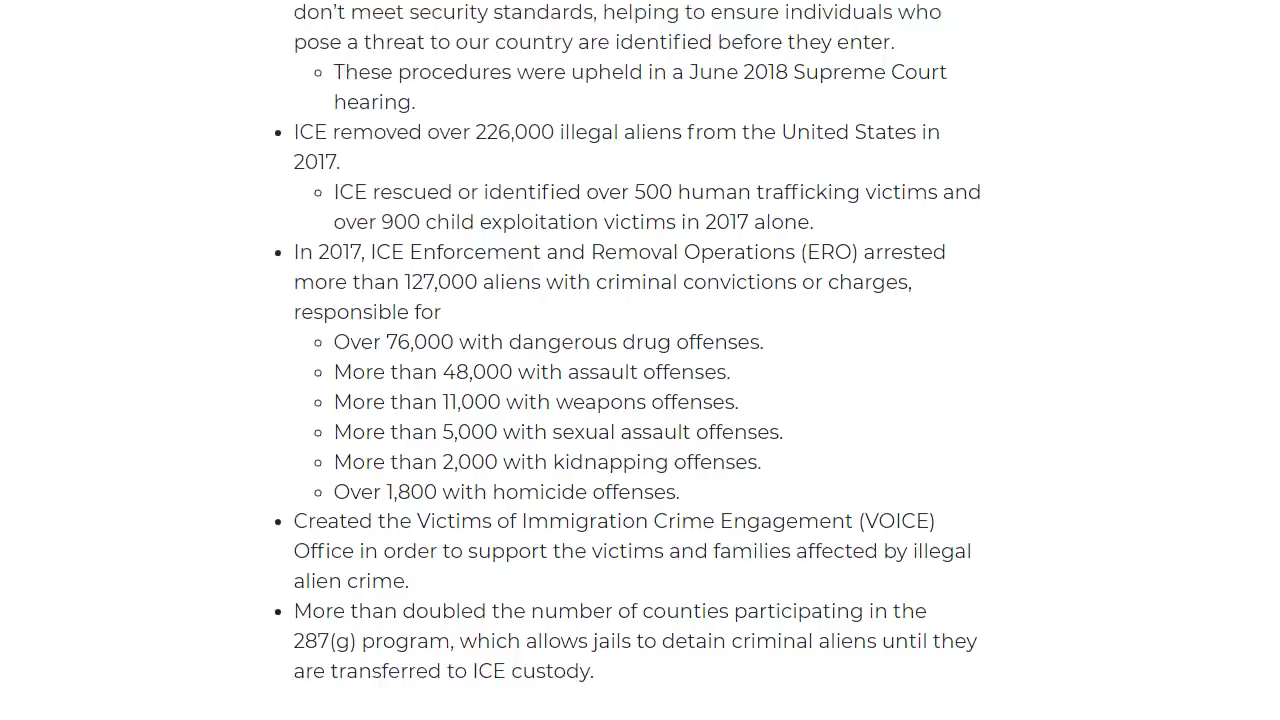 don't meet security standards, helping to ensure individuals who
pose a threat to our country are identified before they enter.
These procedures were upheld in a June 2018 Supreme Court
hearing.
ICE removed over 226,000 illegal aliens from the United States in
2017.
ICE rescued or identified over 500 human trafficking victims and
over 900 child exploitation victims in 2017 alone.
In 2017, ICE Enforcement and Removal Operations (ERO) arrested
more than 127,000 aliens with criminal convictions or charges,
responsible for
Over 76,000 with dangerous drug offenses.
More than 48,000 with assault offenses.
More than 11,000 with weapons offenses.
More than 5,000 with sexual assault offenses.
More than 2,000 with kidnapping offenses.
Over 1,800 with homicide offenses.
Created the Victims of Immigration Crime Engagement (VOICE)
Office in order to support the victims and families affected by illegal
alien crime.
More than doubled the number of counties participating in the
287(g) program, which allows jails to detain criminal aliens until they
are transferred to ICE custody.